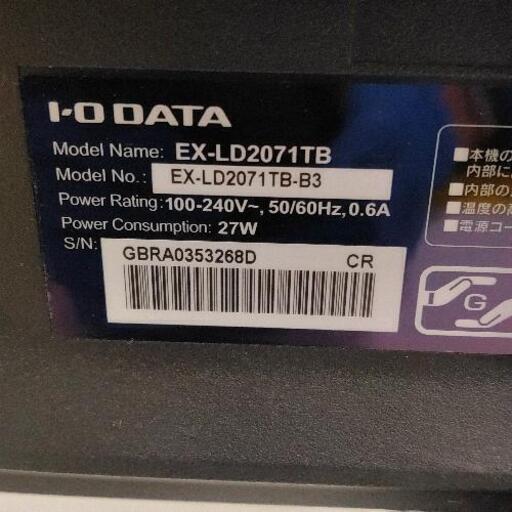 I-O DATA
Model Name: EX-LD2071TB
Model No.: EX-LD2071TB-B3
Power Rating: 100-240V~, 50/60Hz, 0.6A
Power Consumption: 27W
S/N: GBRA0353268D CR
■本機の
内部に
■内部の
■温度の
■電源コー
G